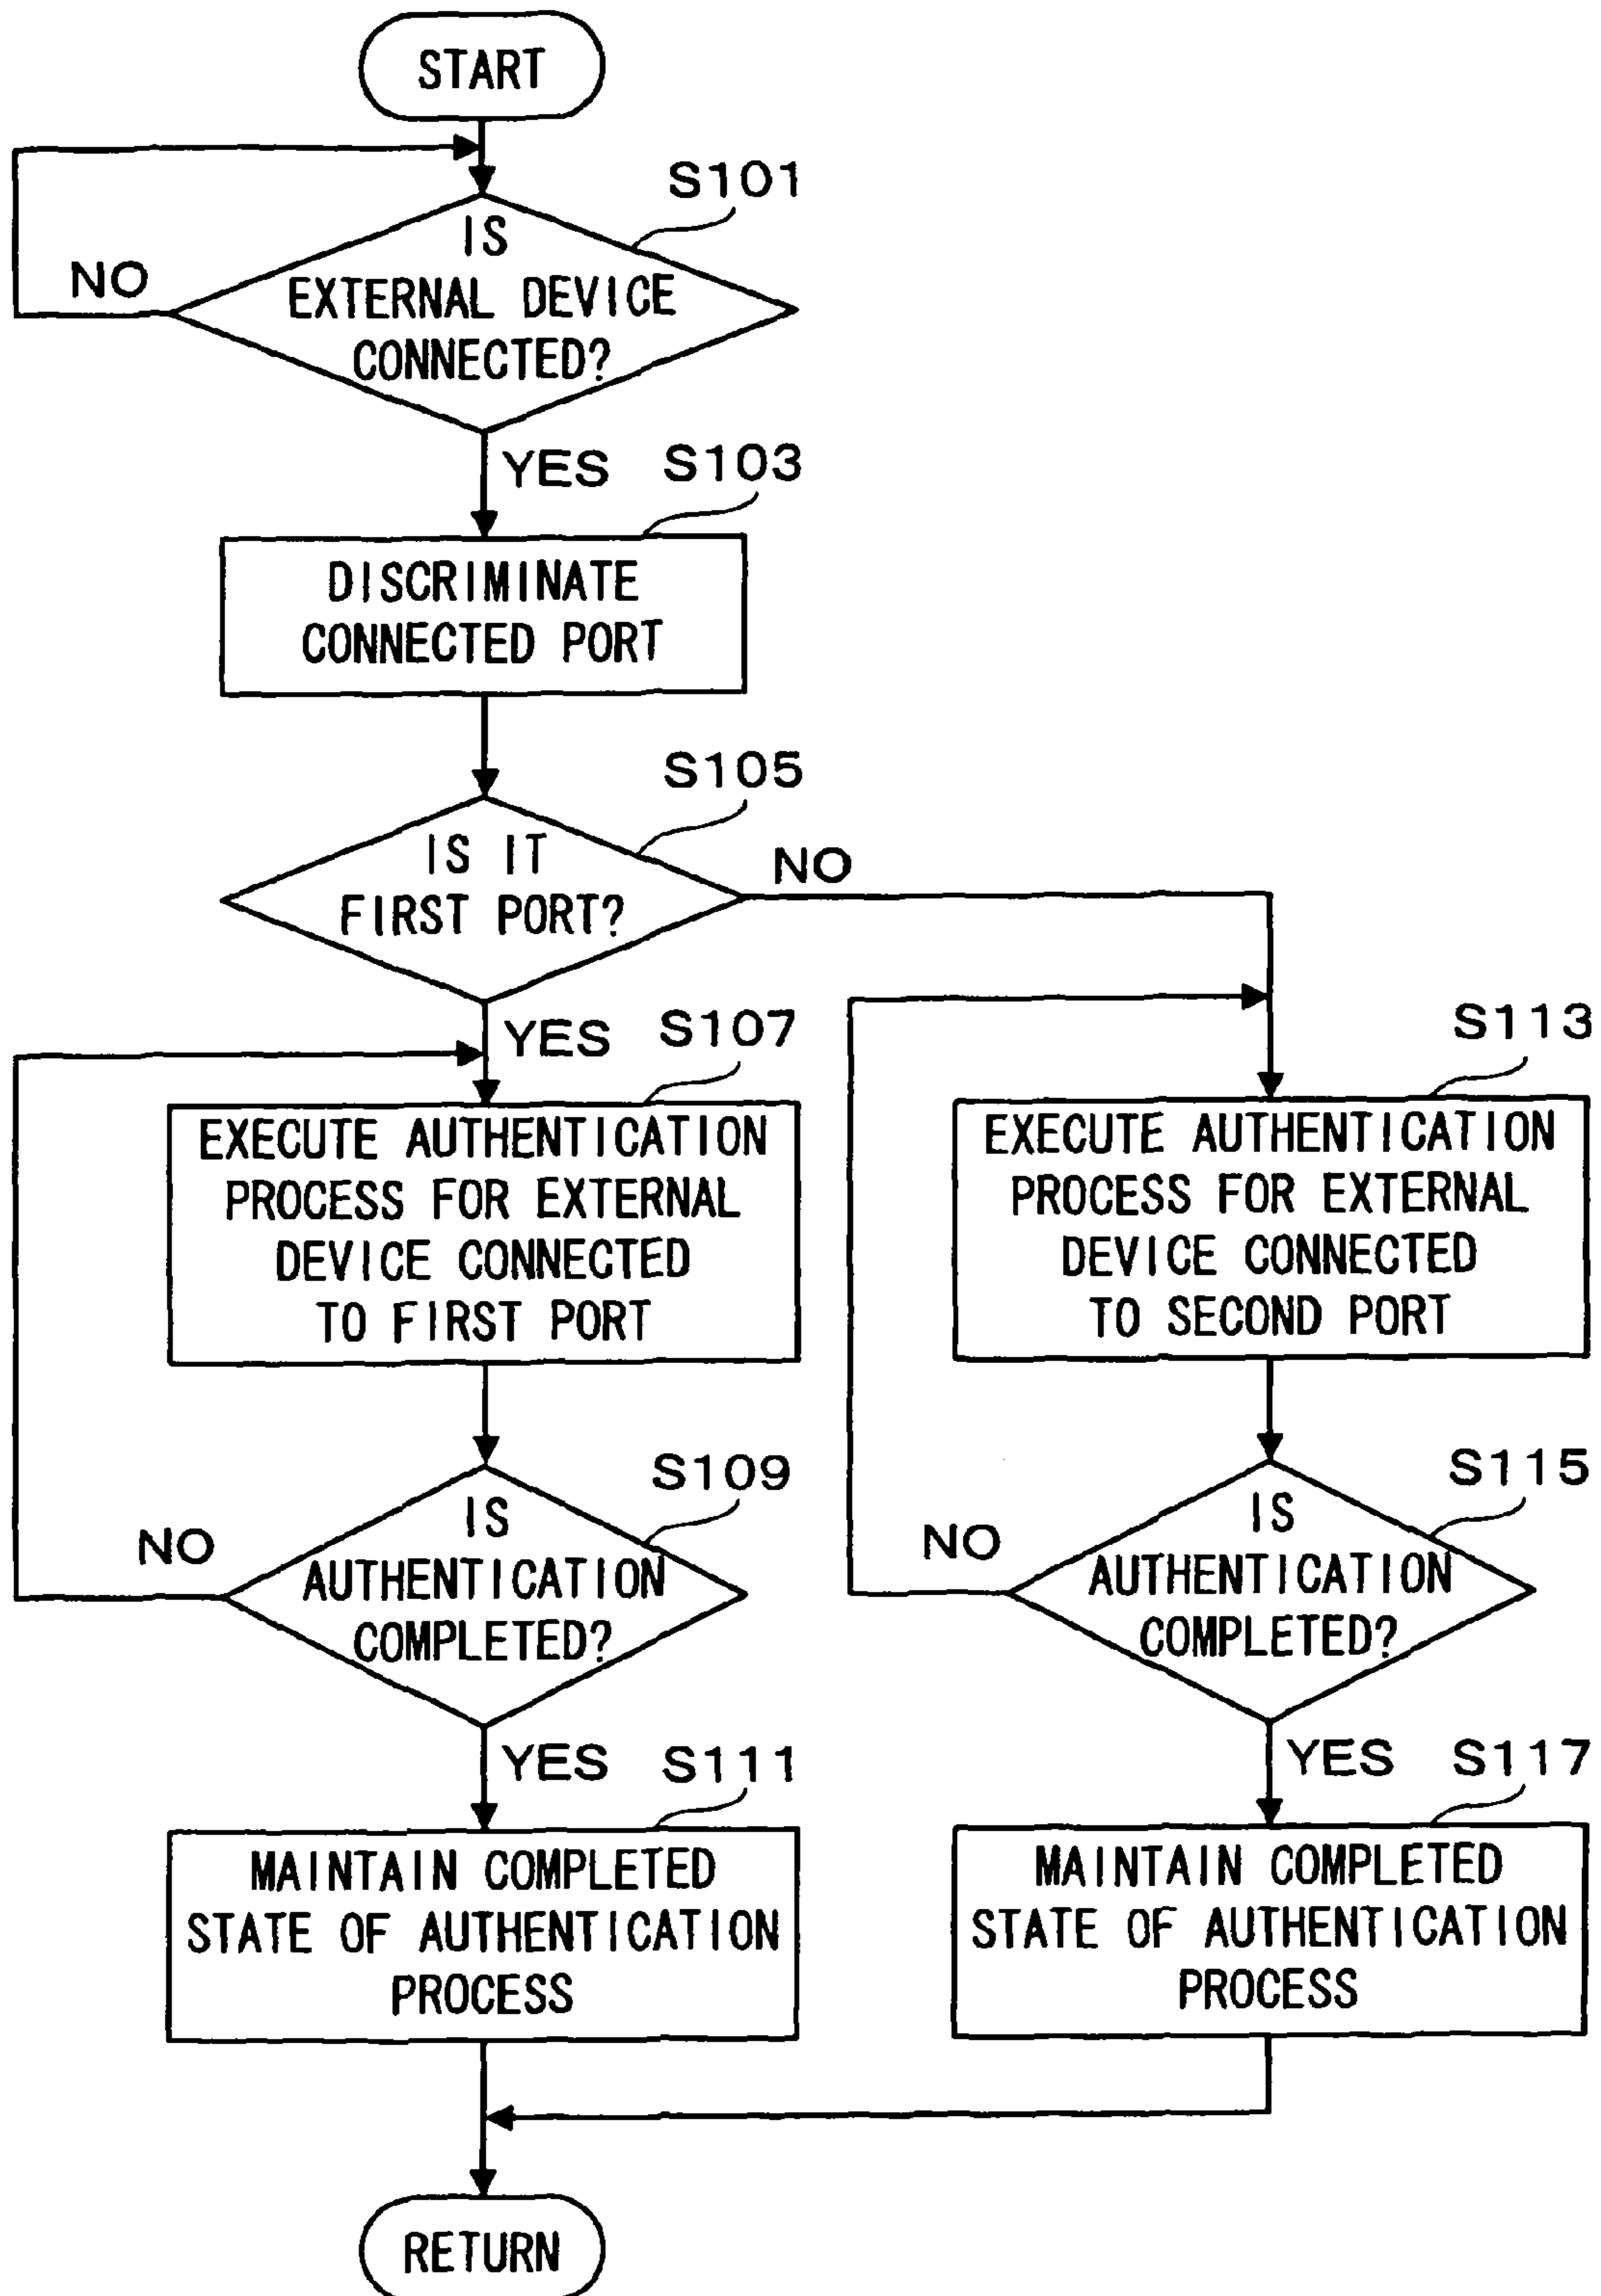 START
S101
IS
EXTERNAL DEVICE
CONNECTED?
NO
YES
S103
DISCRIMINATE
CONNECTED PORT
S105
IS IT
FIRST PORT?
NO
YES
S107
EXECUTE AUTHENTICATION
PROCESS FOR EXTERNAL
DEVICE CONNECTED
TO FIRST PORT
S109
IS
AUTHENTICATION
COMPLETED?
NO
YES
S111
MAINTAIN COMPLETED
STATE OF AUTHENTICATION
PROCESS
S113
EXECUTE AUTHENTICATION
PROCESS FOR EXTERNAL
DEVICE CONNECTED
TO SECOND PORT
S115
IS
AUTHENTICATION
COMPLETED?
NO
YES
S117
MAINTAIN COMPLETED
STATE OF AUTHENTICATION
PROCESS
RETURN